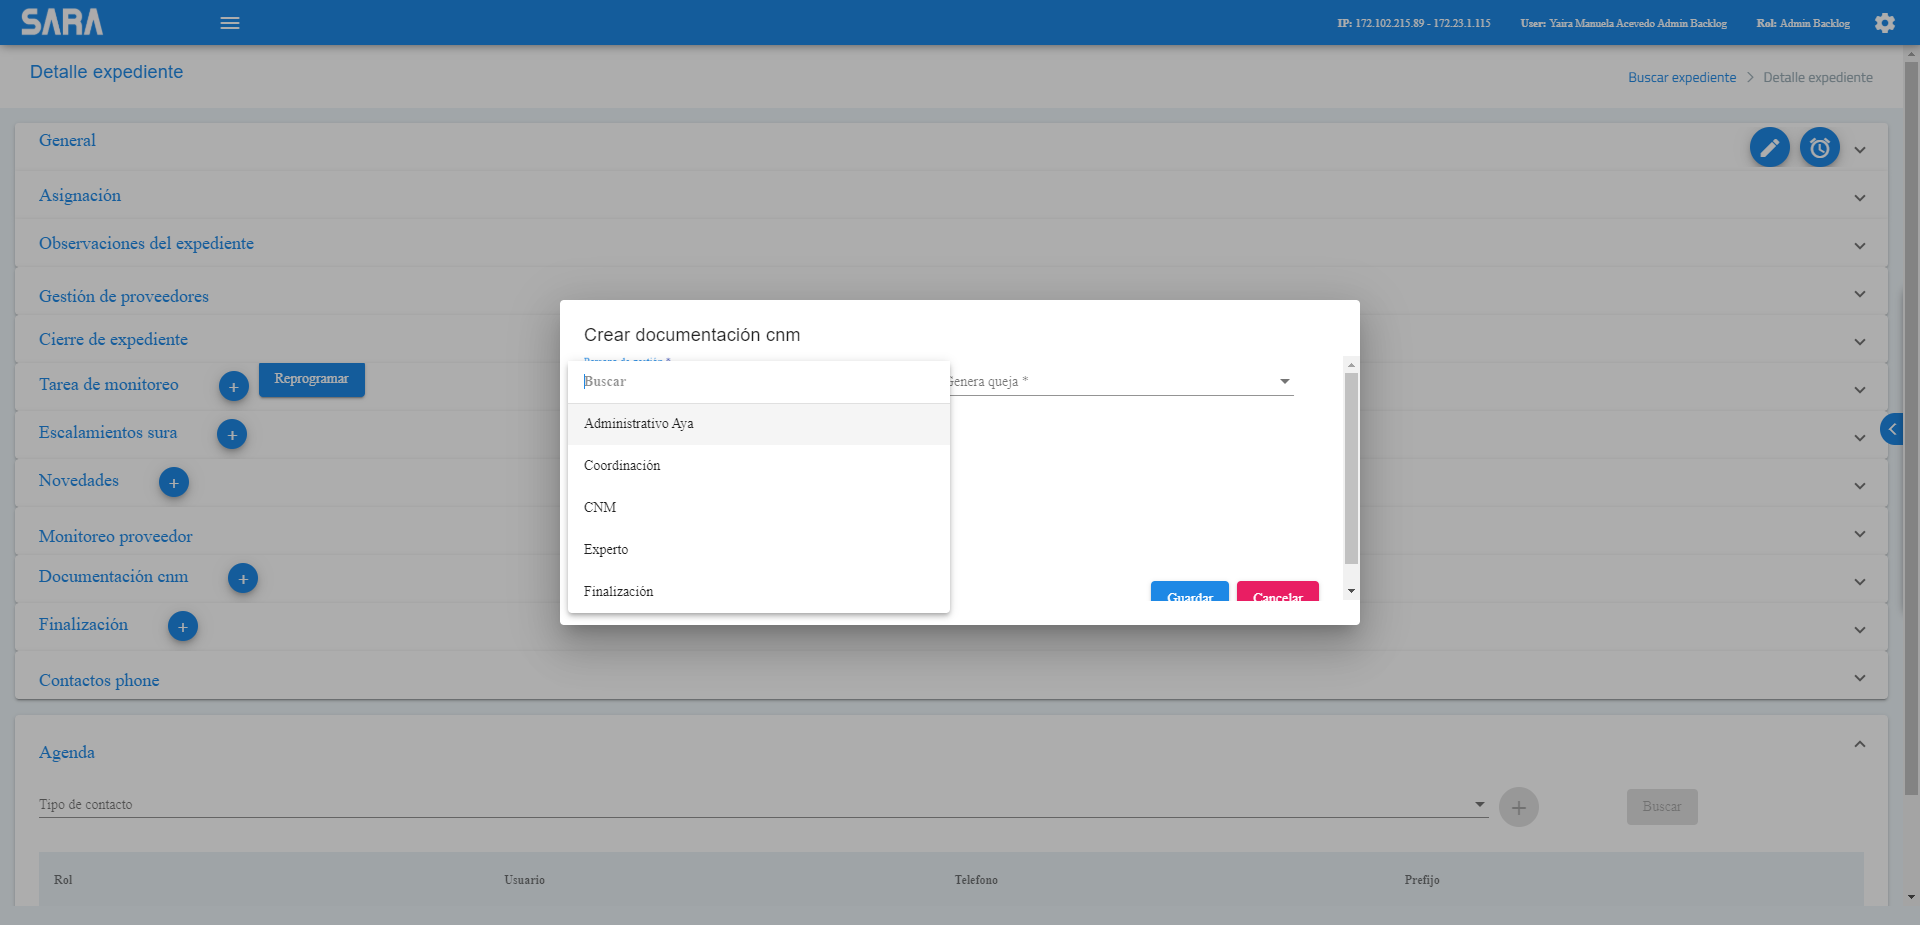 SARA
IP: 172.102.215.89 - 172.23.1.115
User: Yaira Manuela Acevedo Admin Backlog
Rol: Admin Backlog
Detalle expediente
Buscar expediente > Detalle expediente
General
Asignación
Observaciones del expediente
Gestión de proveedores
Cierre de expediente
Tarea de monitoreo + Reprogramar
Escalamientos sura +
Novedades +
Monitoreo proveedor
Documentación cnm +
Finalización +
Contactos phone
Crear documentación cnm
Buscar
Genera queja *
Administrativo Aya
Coordinación
CNM
Experto
Finalización
Guardar Cancelar
Agenda
Tipo de contacto
+
Buscar
Rol Usuario Telefono Prefijo